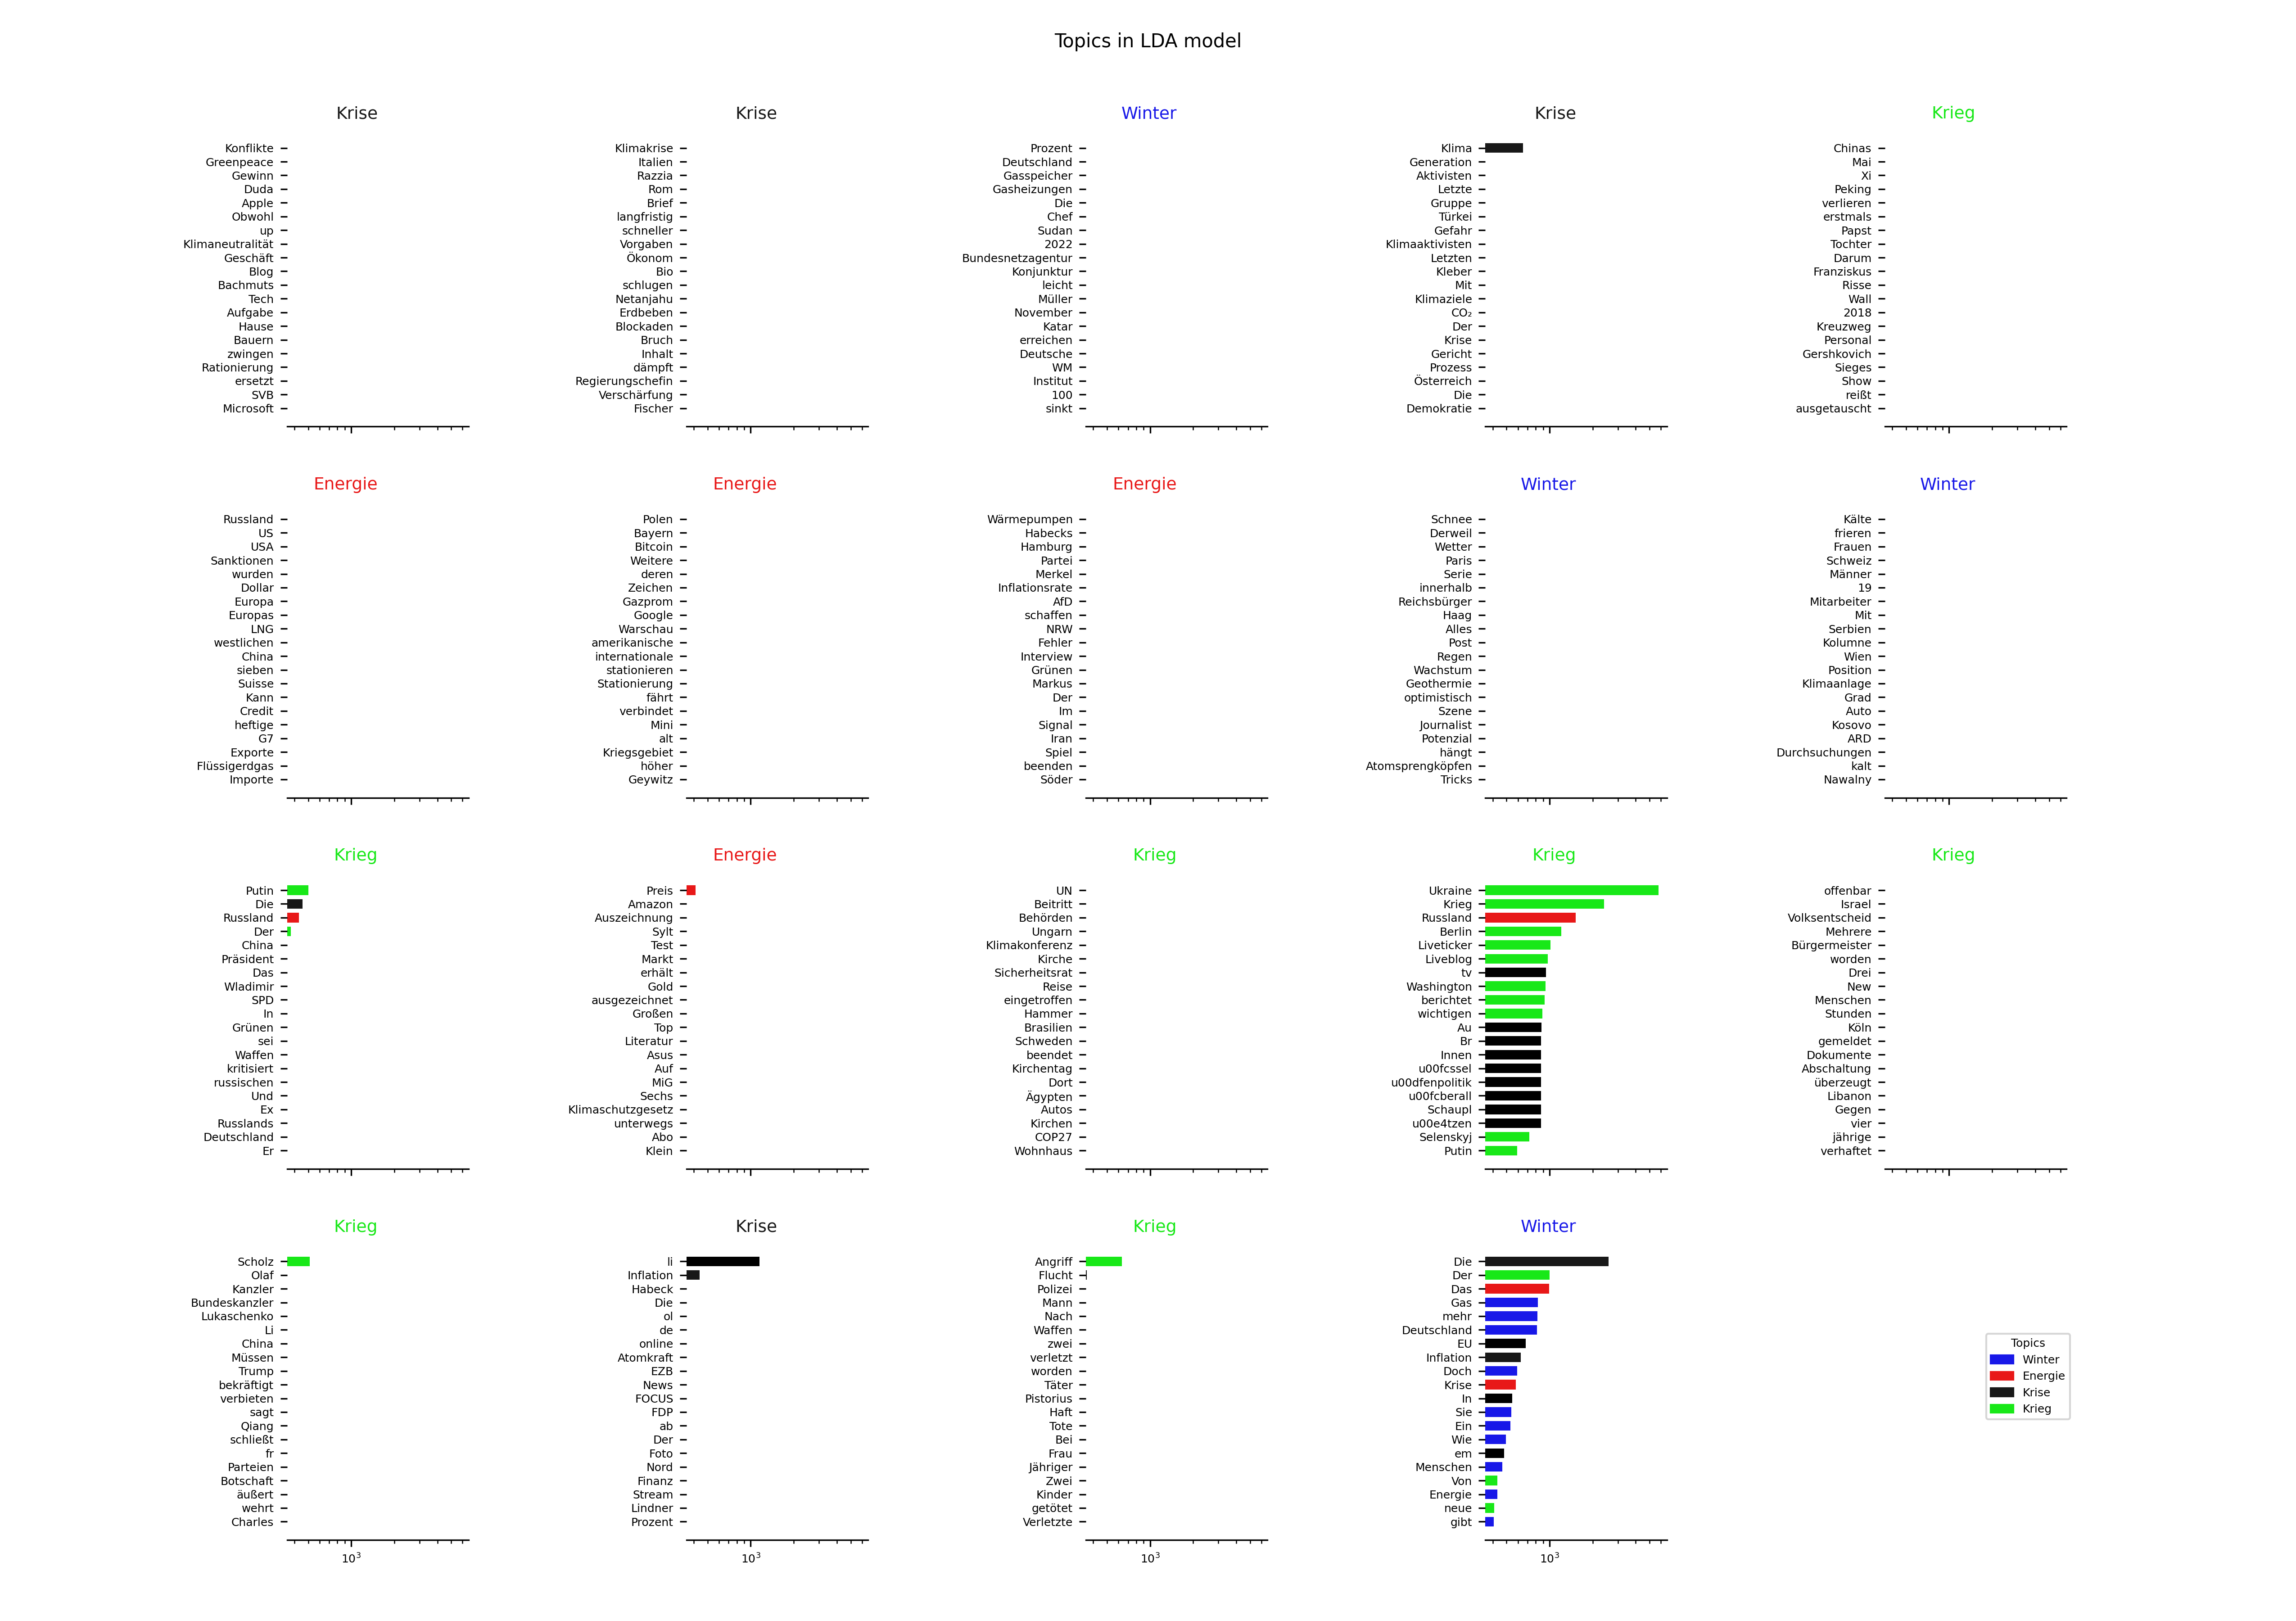 Topics in LDA model
Krise
Konflikte
Greenpeace
Gewinn
Duda
Apple
Obwohl
up
Klimaneutralität
Geschäft
Blog
Bachmuts
Tech
Aufgabe
Hause
Bauern
zwingen
Rationierung
ersetzt
SVB
Microsoft
Krise
Klimakrise
Italien
Razzia
Rom
Brief
langfristig
schneller
Vorgaben
Ökonom
Bio
schlugen
Netanjahu
Erdbeben
Blockaden
Bruch
Inhalt
dämpft
Regierungschefin
Verschärfung
Fischer
Winter
Prozent
Deutschland
Gasspeicher
Gasheizungen
Die
Chef
Sudan
2022
Bundesnetzagentur
Konjunktur
leicht
Müller
November
Katar
erreichen
Deutsche
WM
Institut
100
sinkt
Krise
Klima
Generation
Aktivisten
Letzte
Gruppe
Türkei
Gefahr
Klimaaktivisten
Letzten
Kleber
Mit
Klimaziele
CO₂
Der
Krise
Gericht
Prozess
Österreich
Die
Demokratie
Krieg
Chinas
Mai
Xi
Peking
verlieren
erstmals
Papst
Tochter
Darum
Franziskus
Risse
Wall
2018
Kreuzweg
Personal
Gershkovich
Sieges
Show
reißt
ausgetauscht
Energie
Russland
US
USA
Sanktionen
wurden
Dollar
Europa
Europas
LNG
westlichen
China
sieben
Suisse
Kann
Credit
heftige
G7
Exporte
Flüssigerdgas
Importe
Energie
Polen
Bayern
Bitcoin
Weitere
deren
Zeichen
Gazprom
Google
Warschau
amerikanische
internationale
stationieren
Stationierung
fährt
verbindet
Mini
alt
Kriegsgebiet
höher
Geywitz
Energie
Wärmepumpen
Habecks
Hamburg
Partei
Merkel
Inflationsrate
AfD
schaffen
NRW
Fehler
Interview
Grünen
Markus
Der
Im
Signal
Iran
Spiel
beenden
Söder
Winter
Schnee
Derweil
Wetter
Paris
Serie
innerhalb
Reichsbürger
Haag
Alles
Post
Regen
Wachstum
Geothermie
optimistisch
Szene
Journalist
Potenzial
hängt
Atomsprengköpfen
Tricks
Winter
Kälte
frieren
Frauen
Schweiz
Männer
19
Mitarbeiter
Mit
Serbien
Kolumne
Wien
Position
Klimaanlage
Grad
Auto
Kosovo
ARD
Durchsuchungen
kalt
Nawalny
Krieg
Putin
Die
Russland
Der
China
Präsident
Das
Wladimir
SPD
In
Grünen
sei
Waffen
kritisiert
russischen
Und
Ex
Russlands
Deutschland
Er
Energie
Preis
Amazon
Auszeichnung
Sylt
Test
Markt
erhält
Gold
ausgezeichnet
Großen
Top
Literatur
Asus
Auf
MiG
Sechs
Klimaschutzgesetz
unterwegs
Abo
Klein
Krieg
UN
Beitritt
Behörden
Ungarn
Klimakonferenz
Kirche
Sicherheitsrat
Reise
eingetroffen
Hammer
Brasilien
Schweden
beendet
Kirchentag
Dort
Ägypten
Autos
Kirchen
COP27
Wohnhaus
Krieg
Ukraine
Krieg
Russland
Berlin
Liveticker
Liveblog
tv
Washington
berichtet
wichtigen
Au
Br
Innen
u00fcssel
u00dfenpolitik
u00fcberall
Schaupl
u00e4tzen
Selenskyj
Putin
Krieg
offenbar
Israel
Volksentscheid
Mehrere
Bürgermeister
worden
Drei
New
Menschen
Stunden
Köln
gemeldet
Dokumente
Abschaltung
überzeugt
Libanon
Gegen
vier
jährige
verhaftet
Krieg
Scholz
Olaf
Kanzler
Bundeskanzler
Lukaschenko
Li
China
Müssen
Trump
bekräftigt
verbieten
sagt
Qiang
schließt
fr
Parteien
Botschaft
äußert
wehrt
Charles
10³
Krise
li
Inflation
Habeck
Die
ol
de
online
Atomkraft
EZB
News
FOCUS
FDP
ab
Der
Foto
Nord
Finanz
Stream
Lindner
Prozent
10³
Krieg
Angriff
Flucht
Polizei
Mann
Nach
Waffen
zwei
verletzt
worden
Täter
Pistorius
Haft
Tote
Bei
Frau
Jähriger
Zwei
Kinder
getötet
Verletzte
10³
Winter
Die
Der
Das
Gas
mehr
Deutschland
EU
Inflation
Doch
Krise
In
Sie
Ein
Wie
em
Menschen
Von
Energie
neue
gibt
10³
Topics
Winter
Energie
Krise
Krieg